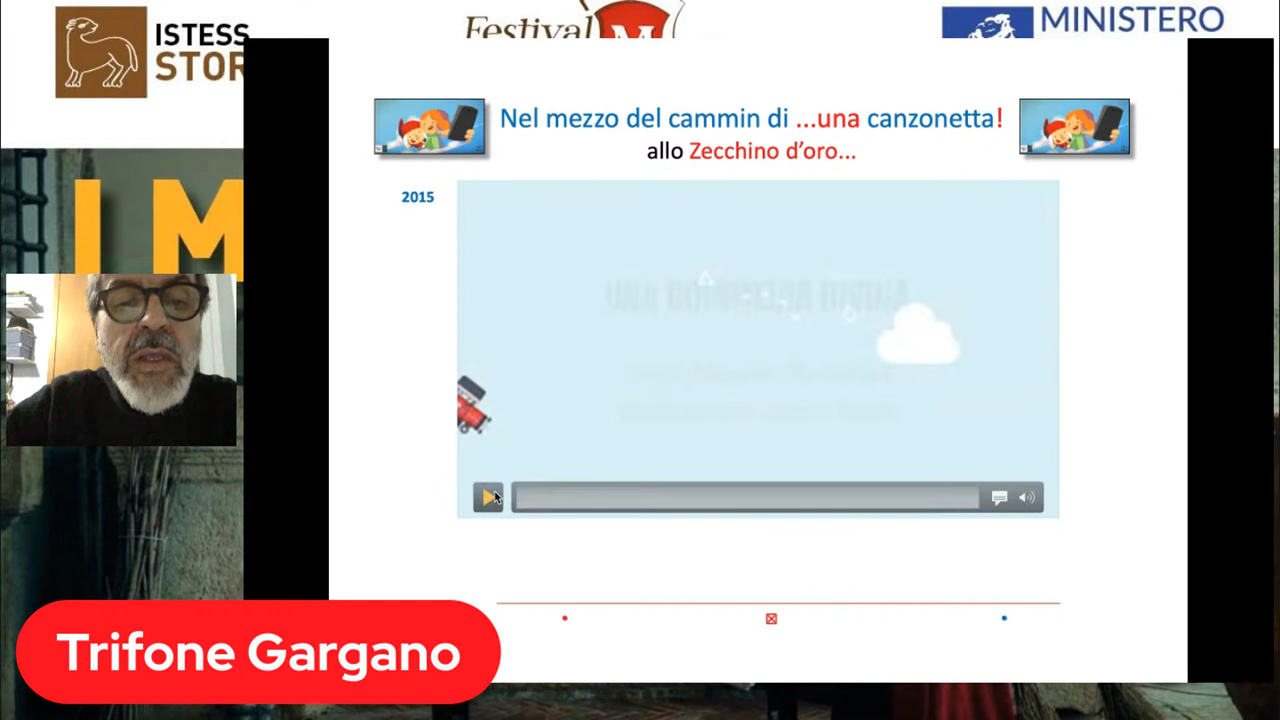 ISTESS
STOR
Festival
M
MINISTERO
Nel mezzo del cammin di ...una canzonetta!
allo Zecchino d'oro...
2015
I M
Trifone Gargano